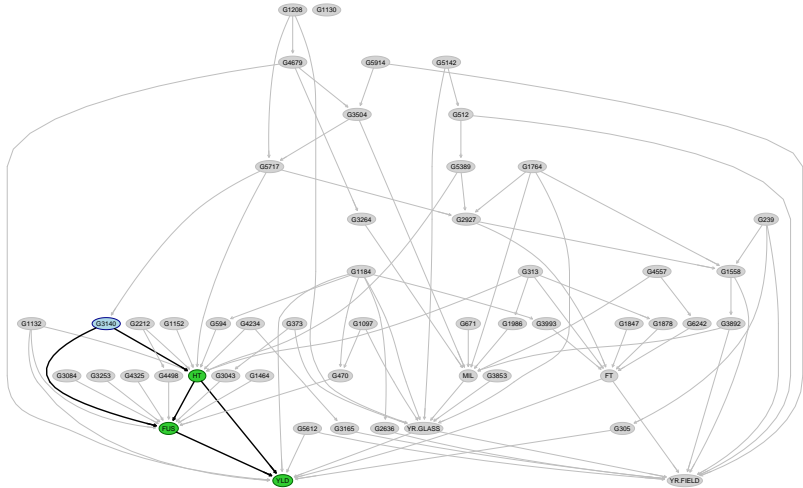 G1208 G1130
G4679 G5914 G5142
G3504 G512
G5717 G5389 G1764
G3264 G2927 G239
G1184 G313 G4557 G1558
G1132 G3140 G2212 G1152 G594 G4234 G373 G1097 G671 G1986 G3993 G1847 G1878 G6242 G3892
G3084 G3253 G4325 G4498 HT G3043 G1464 G470 MIL G3853 FT
FUS G5612 G3165 G2636 YR.GLASS G305
YLD YR.FIELD